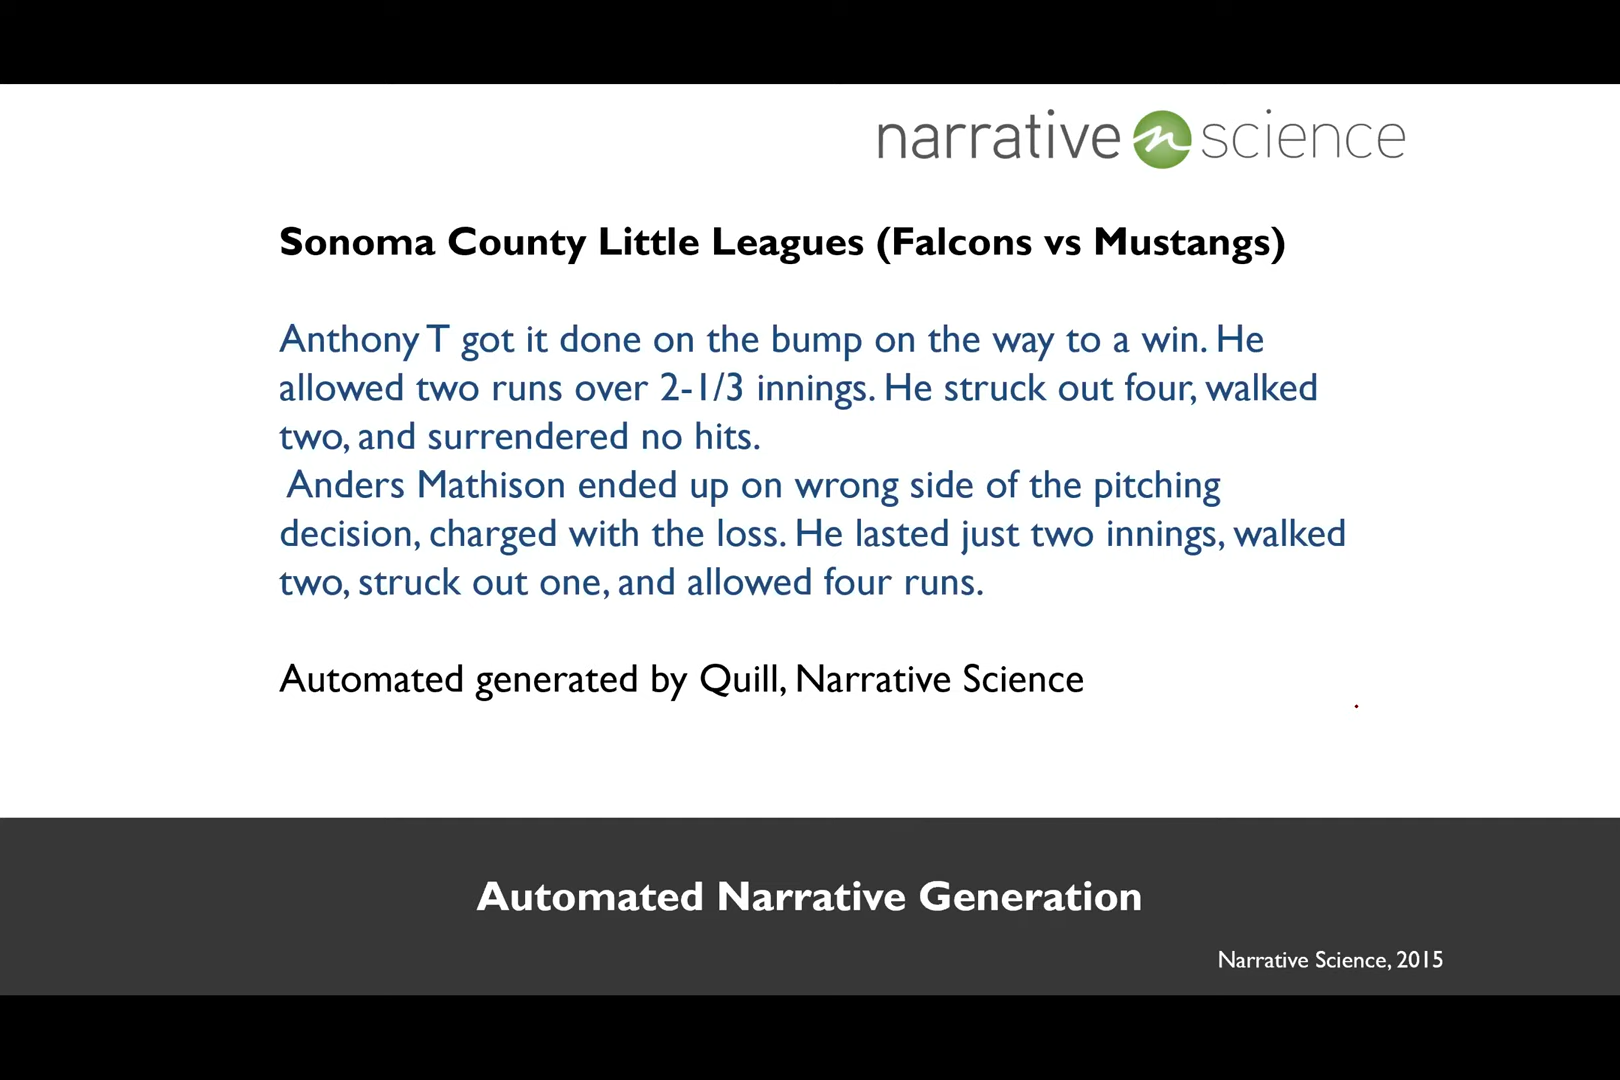 narrative science
Sonoma County Little Leagues (Falcons vs Mustangs)
Anthony T got it done on the bump on the way to a win. He
allowed two runs over 2-1/3 innings. He struck out four, walked
two, and surrendered no hits.
Anders Mathison ended up on wrong side of the pitching
decision, charged with the loss. He lasted just two innings, walked
two, struck out one, and allowed four runs.
Automated generated by Quill, Narrative Science
Automated Narrative Generation
Narrative Science, 2015